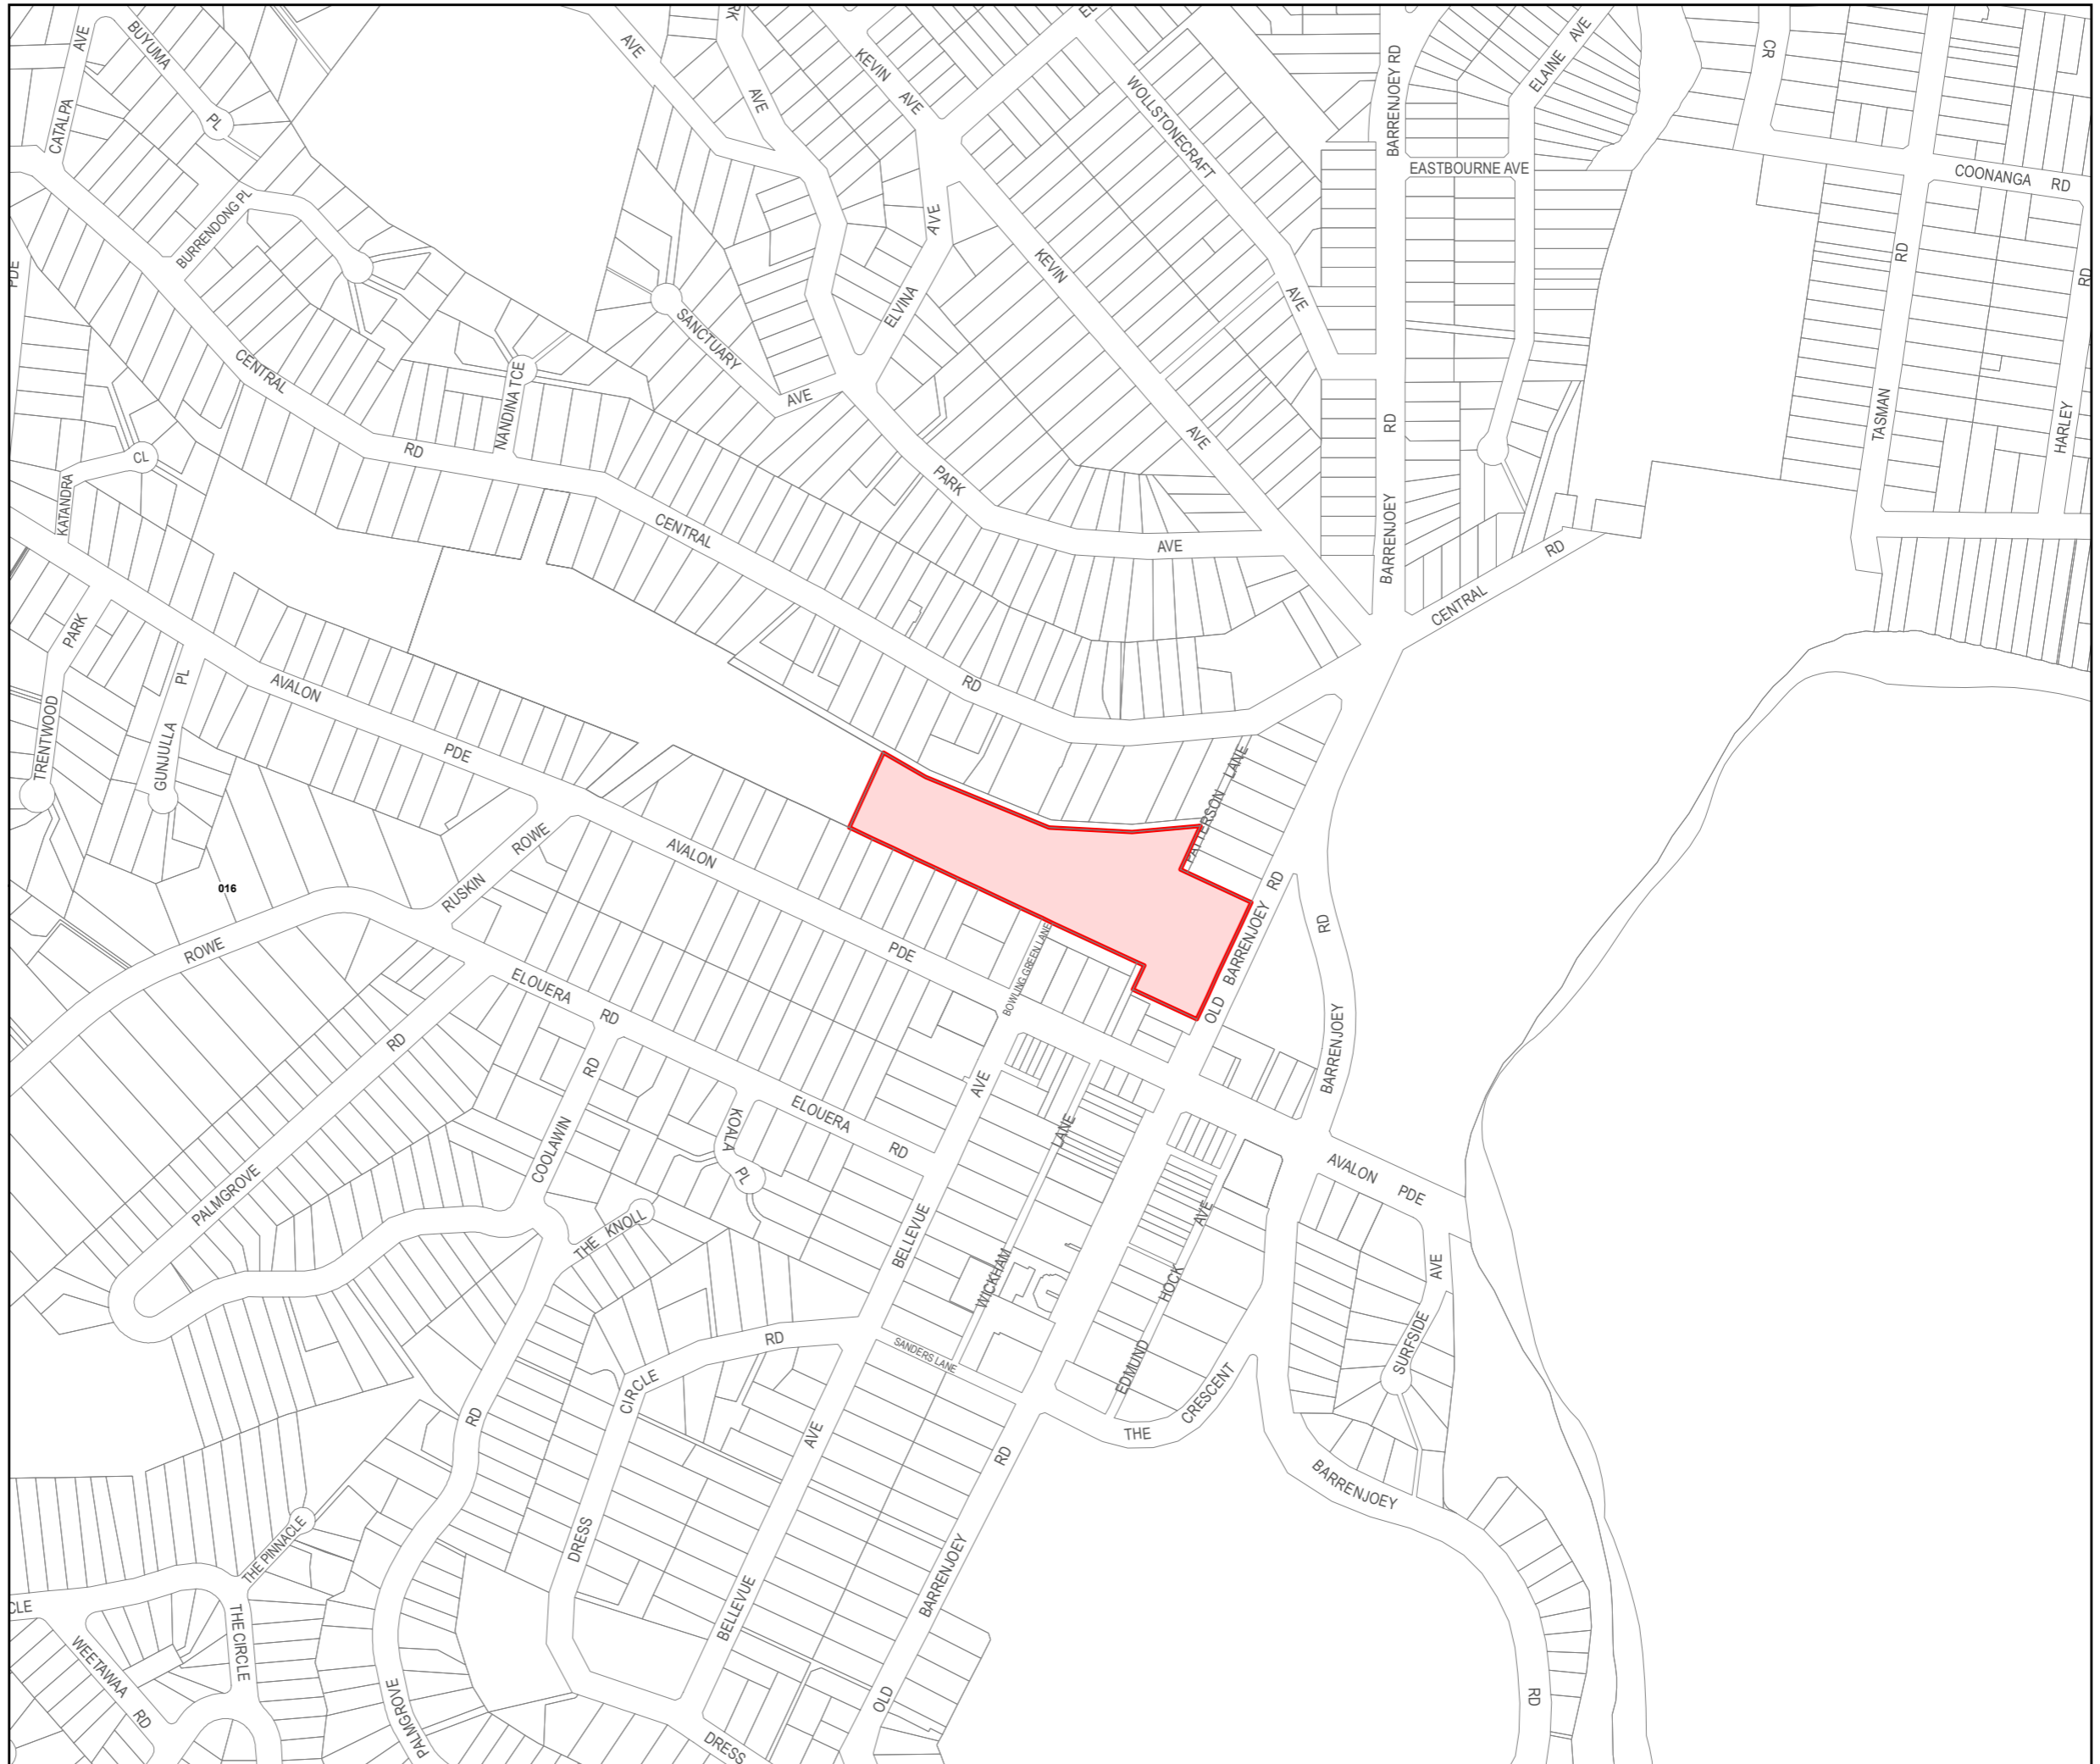 AVE
BUYUMA
PL
CATALPA
AVE
RK
AVE
KEVIN
AVE
WOLLSTONECRAFT
AVE
BARRENJOEY RD
ELAINE AVE
CR
EASTBOURNE AVE
COONANGA RD
BURRENDONG PL
PDE
AVE
ELVINA
KEVIN
AVE
RD
RD
SANCTUARY
AVE
CENTRAL
RD
NANDINA TCE
CL
KATANDRA
PARK
AVE
CENTRAL
RD
RD
BARRENJOEY
TASMAN
HARLEY
CENTRAL
RD
PARK
TRENTWOOD
PL
GUNJULLA
AVALON
PDE
PATTERSON LANE
ROWE
RUSKIN
AVALON
PDE
016
ROWE
RD
OLD BARRENJOEY
RD
BARRENJOEY
BOWLING GREEN LANE
ELOUERA
RD
RD
PALMGROVE
RD
COOLAWIN
KOALA
PL
ELOUERA
RD
AVE
BELLEVUE
LANE
WICKHAM
AVALON PDE
AVE
HOCK
EDMUND
AVE
SURFSIDE
THE KNOLL
RD
CIRCLE
SANDERS LANE
THE
CRESCENT
BARRENJOEY
RD
RD
DRESS
AVE
BELLEVUE
RD
BARRENJOEY
OLD
THE PINNACLE
CLE
THE CIRCLE
WEETAWAA
RD
PALMGROVE
DRESS